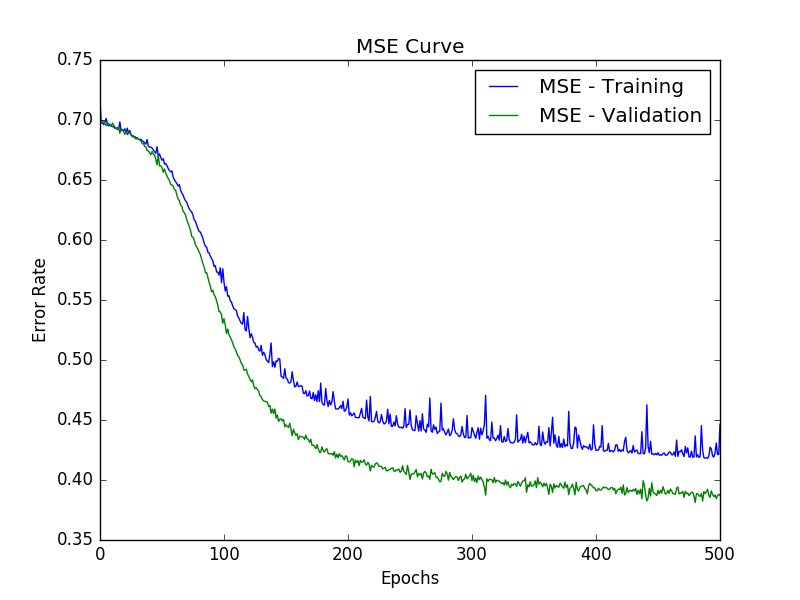 MSE Curve
0.75
0.70
0.65
0.60
0.55
0.50
0.45
0.40
0.35
Error Rate
MSE - Training
MSE - Validation
0 100 200 300 400 500
Epochs